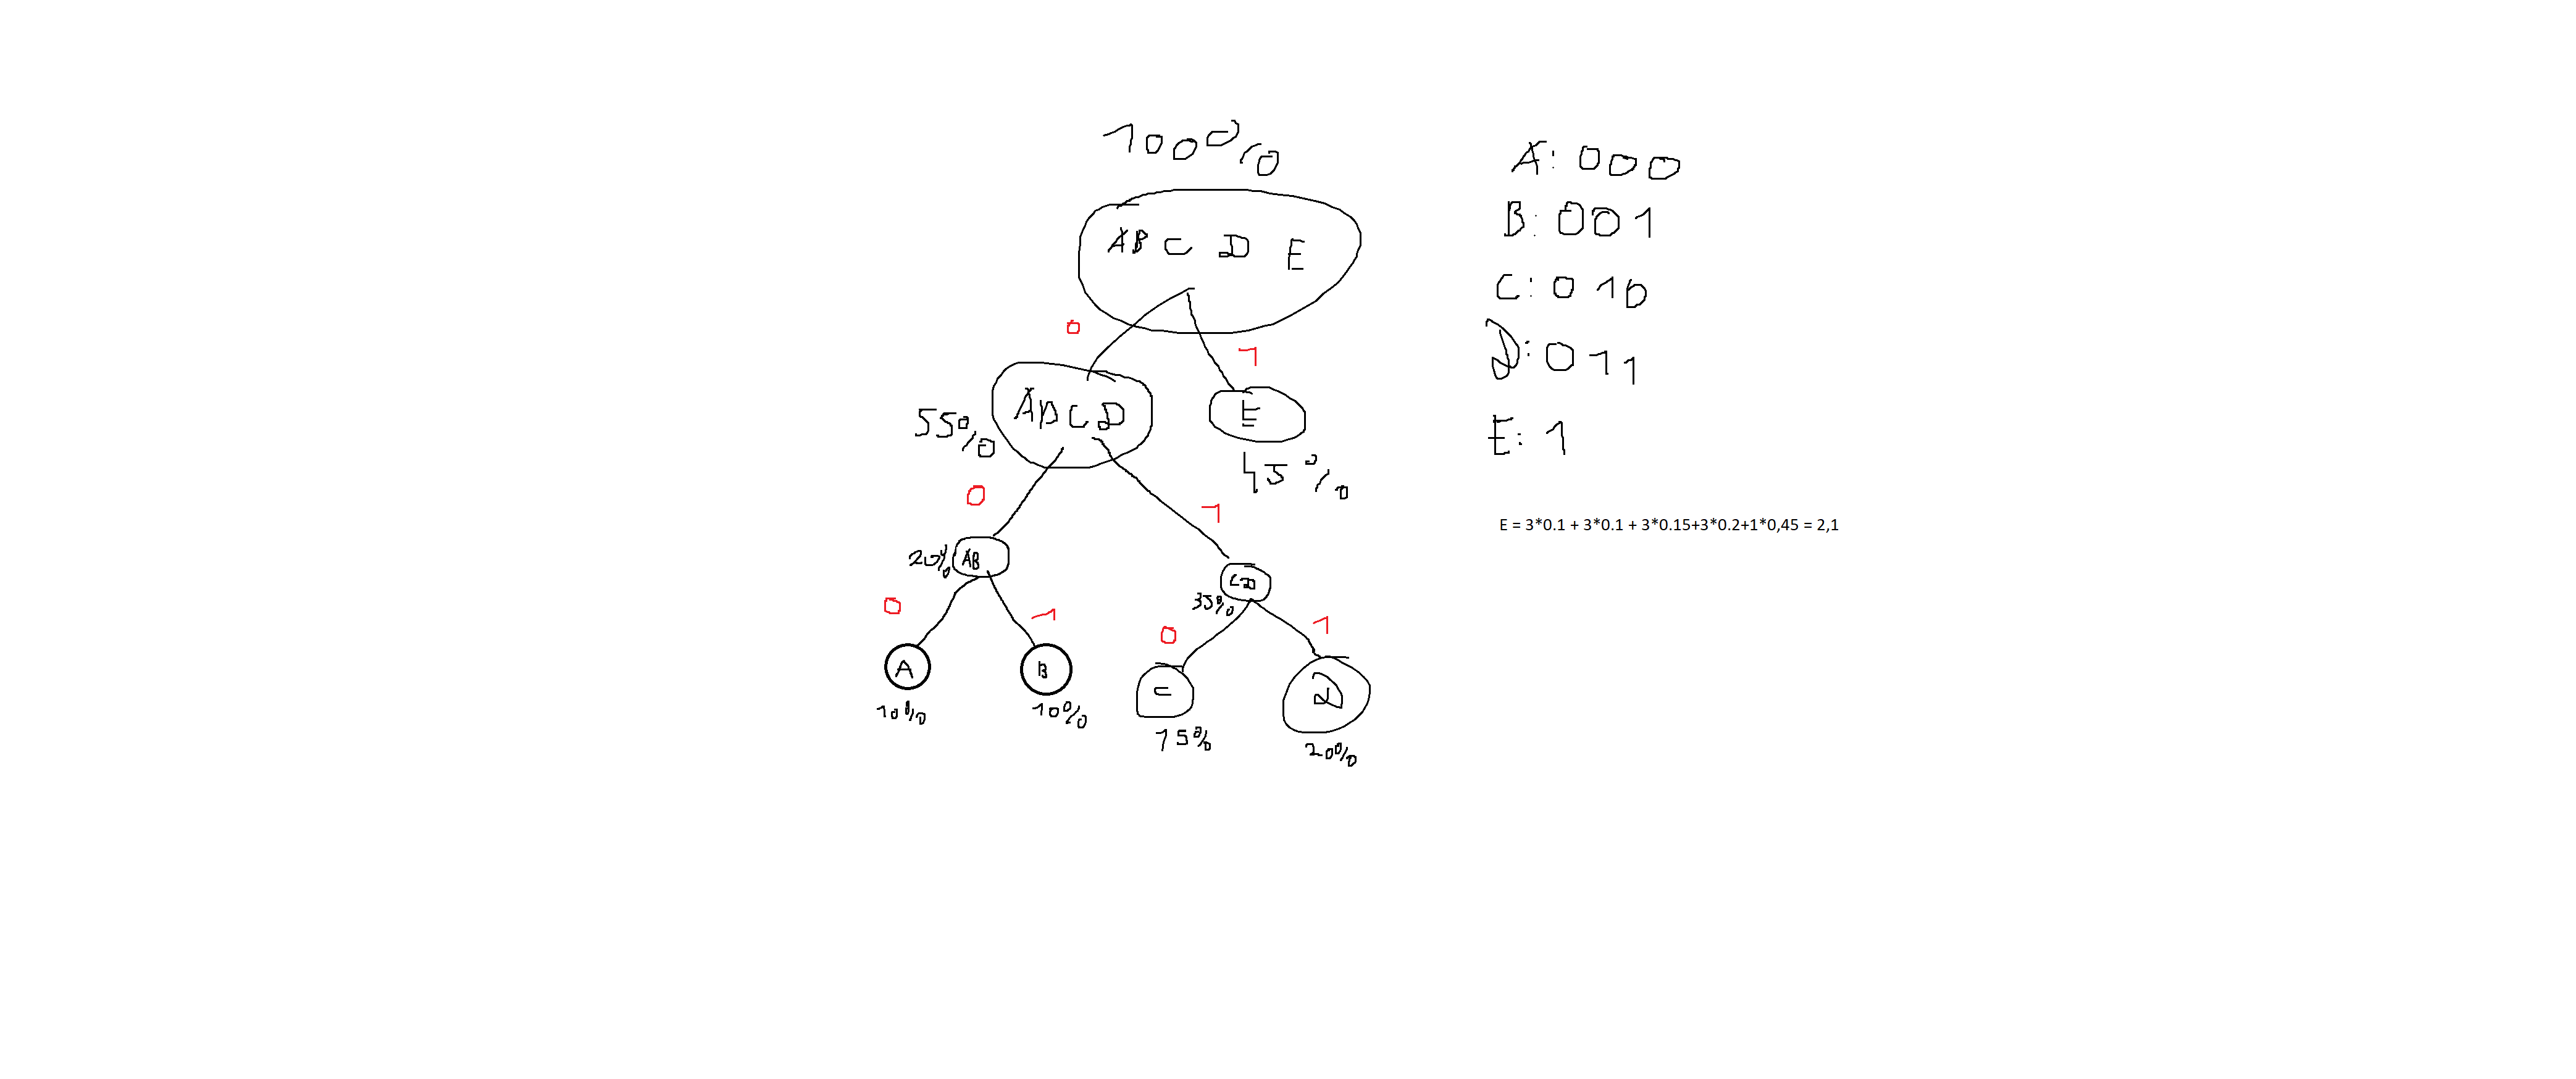 100%
A B C D E
0
1
A B C D
E
55%
45%
0
1
20%
AB
CD
35%
0
1
0
1
A
B
C
D
10%
10%
15%
20%
A: 000
B: 001
C: 010
D: 011
E: 1
E = 3*0.1 + 3*0.1 + 3*0.15+3*0.2+1*0,45 = 2,1